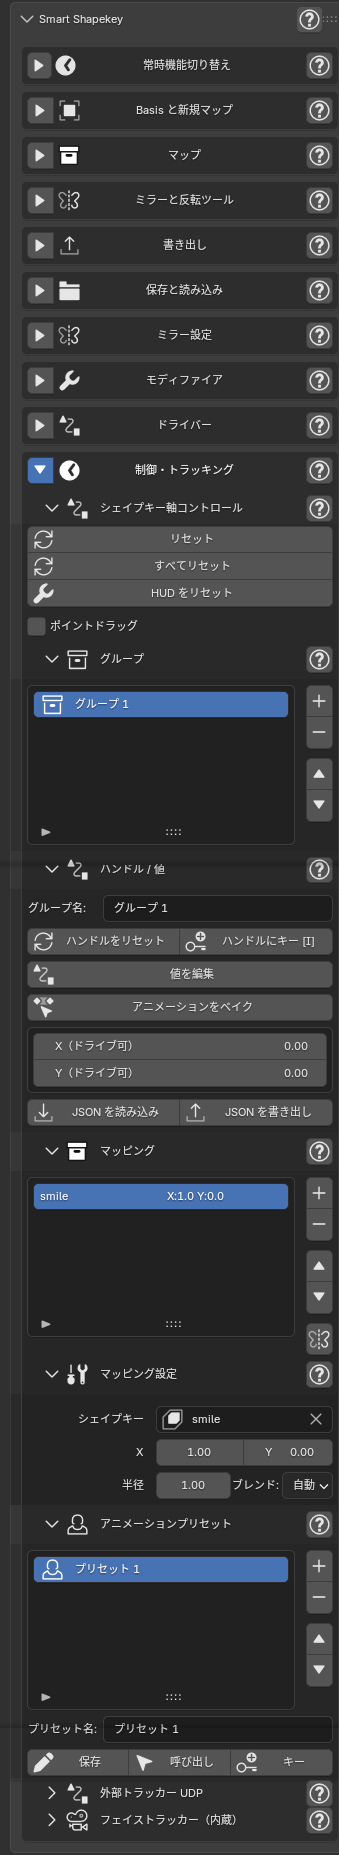 Smart Shapekey
常時機能切り替え
Basis と新規マップ
マップ
ミラーと反転ツール
書き出し
保存と読み込み
ミラー設定
モディファイア
ドライバー
制御・トラッキング
シェイプキー軸コントロール
リセット
すべてリセット
HUD をリセット
ポイントドラッグ
グループ
グループ 1
ハンドル / 値
グループ名: グループ 1
ハンドルをリセット ハンドルにキー [I]
値を編集
アニメーションをベイク
X（ドライブ可） 0.00
Y（ドライブ可） 0.00
JSON を読み込み JSON を書き出し
マッピング
smile X:1.0 Y:0.0
マッピング設定
シェイプキー smile
X 1.00 Y 0.00
半径 1.00 ブレンド: 自動
アニメーションプリセット
プリセット 1
プリセット名: プリセット 1
保存 呼び出し キー
外部トラッカー UDP
フェイストラッカー（内蔵）